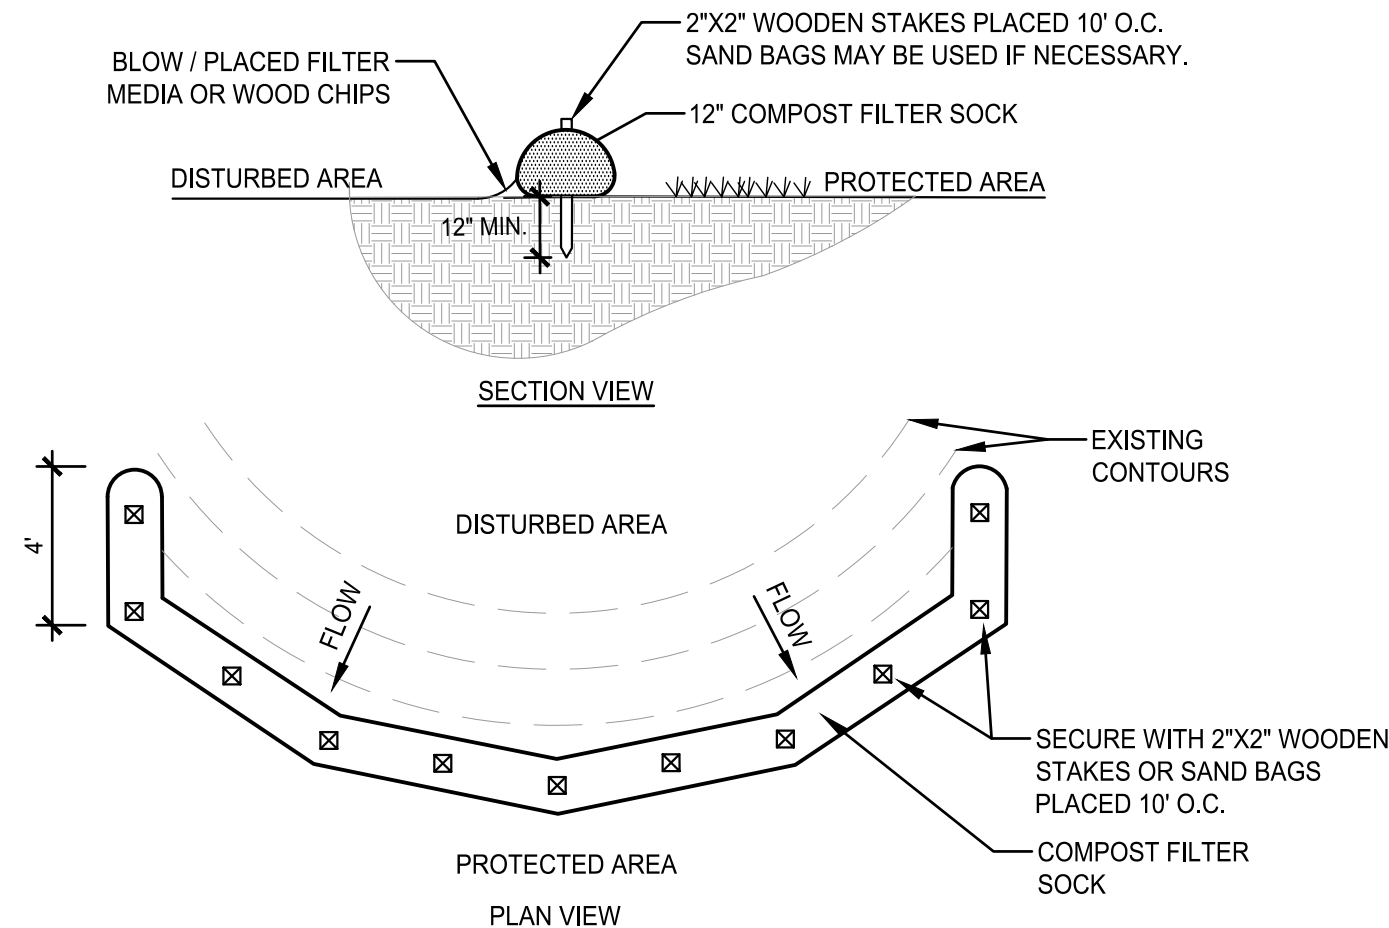 2"X2" WOODEN STAKES PLACED 10' O.C.
SAND BAGS MAY BE USED IF NECESSARY.
BLOW / PLACED FILTER
MEDIA OR WOOD CHIPS
12" COMPOST FILTER SOCK
DISTURBED AREA
PROTECTED AREA
12" MIN.
SECTION VIEW
EXISTING
CONTOURS
DISTURBED AREA
4'
FLOW
FLOW
SECURE WITH 2"X2" WOODEN
STAKES OR SAND BAGS
PLACED 10' O.C.
COMPOST FILTER
SOCK
PROTECTED AREA
PLAN VIEW